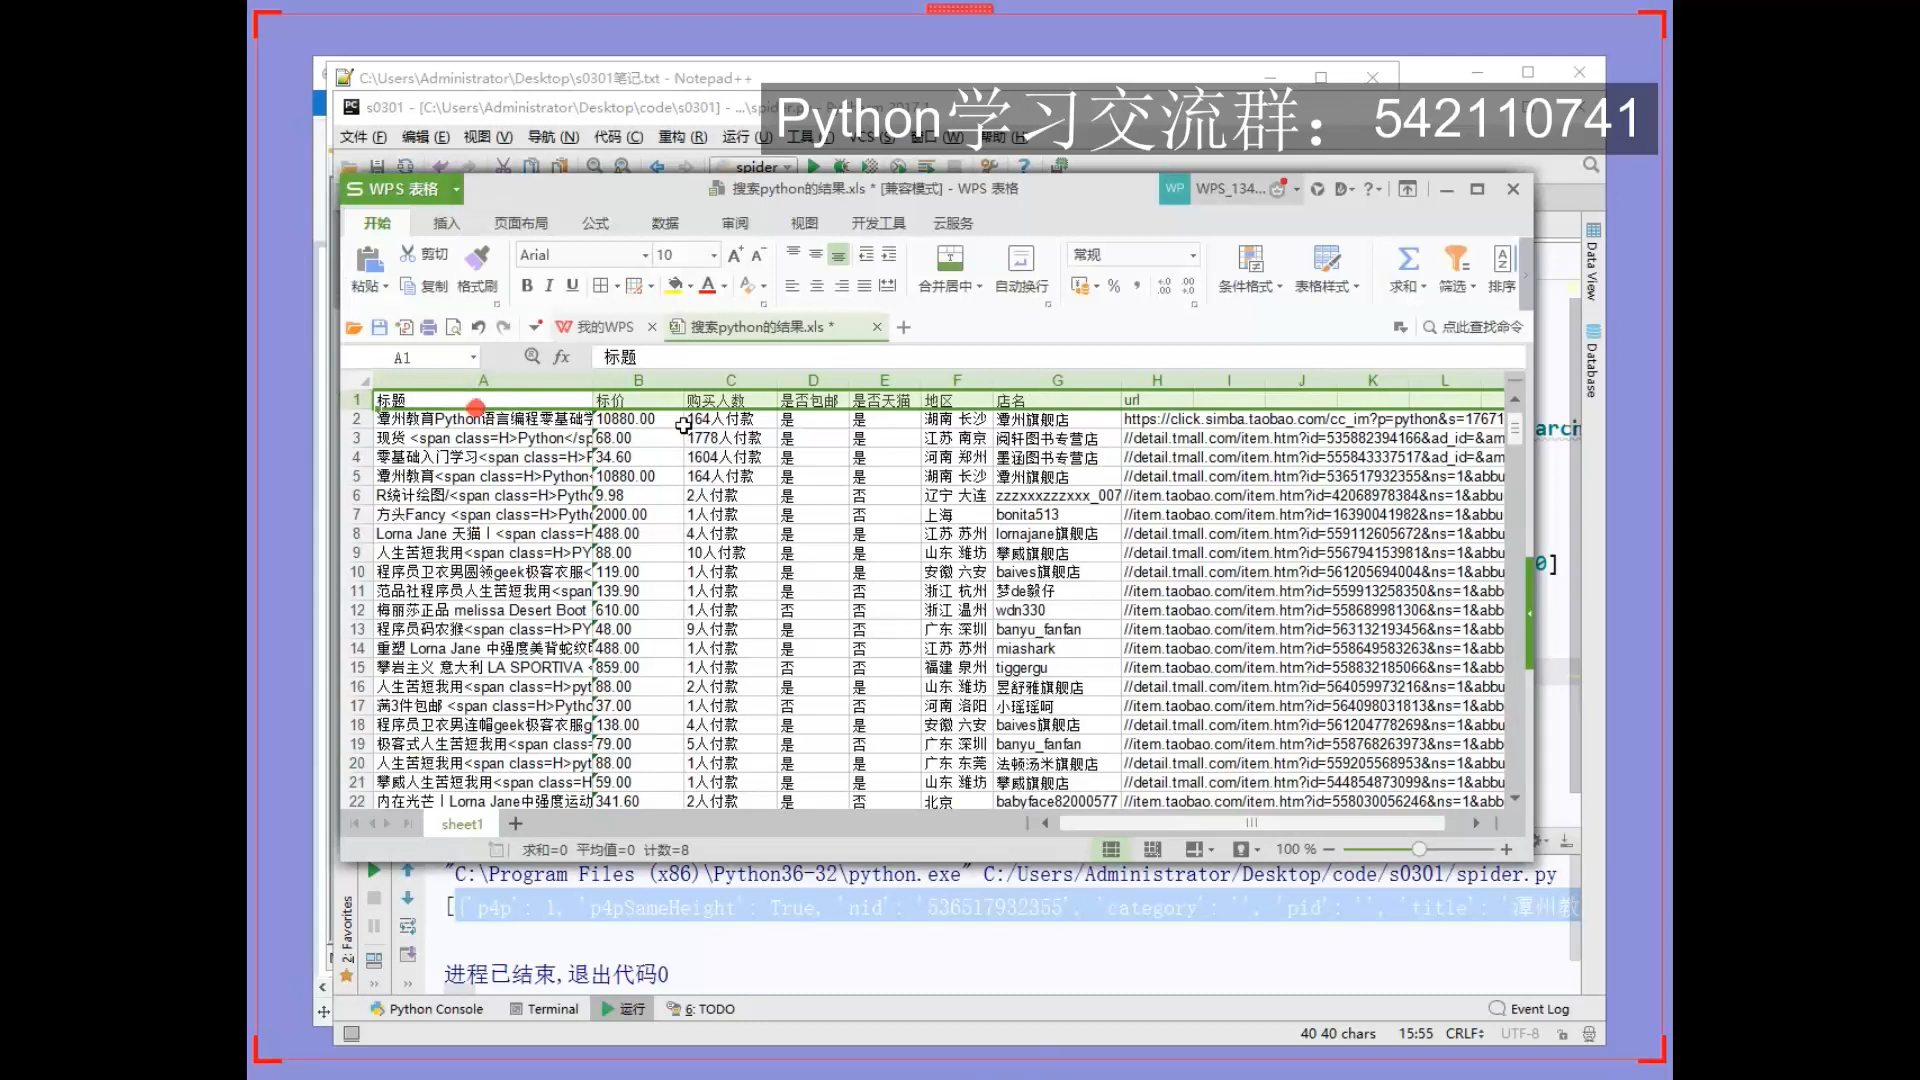 C:\Users\Administrator\Desktop\s0301笔记.txt - Notepad++
s0301 - [C:\Users\Administrator\Desktop\code\s0301] - ...\spider.p
Python学习交流群：542110741
文件 (F) 编辑 (E) 视图 (V) 导航 (N) 代码 (C) 重构 (R) 运行 (U) 工具 VCS (S) 窗口 (W) 帮助 (H)
spider
WPS 表格 搜索python的结果.xls * [兼容模式] - WPS 表格 WP WPS_134...
开始 插入 页面布局 公式 数据 审阅 视图 开发工具 云服务
剪切 Arial 10 常规
粘贴 复制 格式刷 B I U 合并居中 自动换行 条件格式 表格样式 求和 筛选 排序
我的WPS 搜索python的结果.xls * 点此查找命令
A1 fx 标题
A B C D E F G H I J K L
1 标题 标价 购买人数 是否包邮 是否天猫 地区 店名 url
2 潭州教育Python语言编程零基础学 10880.00 164人付款 是 是 湖南 长沙 潭州旗舰店 https://click.simba.taobao.com/cc_im?p=python&s=17671
3 现货 <span class=H>Python</sp 68.00 1778人付款 是 是 江苏 南京 阅轩图书专营店 //detail.tmall.com/item.htm?id=535882394166&ad_id=&am
4 零基础入门学习<span class=H>P 34.60 1604人付款 是 是 河南 郑州 墨涵图书专营店 //detail.tmall.com/item.htm?id=555843337517&ad_id=&am
5 潭州教育<span class=H>Python 10880.00 164人付款 是 是 湖南 长沙 潭州旗舰店 //detail.tmall.com/item.htm?id=536517932355&ns=1&abbu
6 R统计绘图/<span class=H>Pytho 9.98 2人付款 是 否 辽宁 大连 zzzxxxzzzxxx_007 //item.taobao.com/item.htm?id=42068978384&ns=1&abbu
7 方头Fancy <span class=H>Pytho 2000.00 1人付款 是 否 上海 bonita513 //item.taobao.com/item.htm?id=16390041982&ns=1&abbu
8 Lorna Jane 天猫丨<span class=H 488.00 4人付款 是 是 江苏 苏州 lornajane旗舰店 //detail.tmall.com/item.htm?id=559112605672&ns=1&abbu
9 人生苦短我用<span class=H>PY 88.00 10人付款 是 是 山东 潍坊 攀威旗舰店 //detail.tmall.com/item.htm?id=556794153981&ns=1&abbu
10 程序员卫衣男圆领geek极客衣服< 119.00 1人付款 是 是 安徽 六安 baives旗舰店 //detail.tmall.com/item.htm?id=561205694004&ns=1&abbu
11 范品社程序员人生苦短我用<span 139.90 1人付款 是 否 浙江 杭州 梦de毅仔 //item.taobao.com/item.htm?id=559913258350&ns=1&abbu
12 梅丽莎正品 melissa Desert Boot 610.00 1人付款 否 否 浙江 温州 wdn330 //item.taobao.com/item.htm?id=558689981306&ns=1&abbu
13 程序员码农猴<span class=H>PY 48.00 9人付款 是 否 广东 深圳 banyu_fanfan //item.taobao.com/item.htm?id=563132193456&ns=1&abbu
14 重塑 Lorna Jane 中强度美背蛇纹 488.00 1人付款 是 否 江苏 苏州 miashark //item.taobao.com/item.htm?id=558649583263&ns=1&abbu
15 攀岩主义 意大利 LA SPORTIVA < 859.00 1人付款 否 否 福建 泉州 tiggergu //item.taobao.com/item.htm?id=558832185066&ns=1&abbu
16 人生苦短我用<span class=H>pyt 88.00 2人付款 是 是 山东 潍坊 昱舒雅旗舰店 //detail.tmall.com/item.htm?id=564059973216&ns=1&abbu
17 满3件包邮 <span class=H>Pytho 37.00 1人付款 否 否 河南 洛阳 小瑶瑶呵 //item.taobao.com/item.htm?id=564098031813&ns=1&abbu
18 程序员卫衣男连帽geek极客衣服g 138.00 4人付款 是 是 安徽 六安 baives旗舰店 //detail.tmall.com/item.htm?id=561204778269&ns=1&abbu
19 极客式人生苦短我用<span class= 79.00 5人付款 是 否 广东 深圳 banyu_fanfan //item.taobao.com/item.htm?id=558768263973&ns=1&abbu
20 人生苦短我用<span class=H>pyt 88.00 1人付款 是 是 广东 东莞 法顿汤米旗舰店 //detail.tmall.com/item.htm?id=559205568953&ns=1&abbu
21 攀威人生苦短我用<span class=H 59.00 1人付款 是 是 山东 潍坊 攀威旗舰店 //detail.tmall.com/item.htm?id=544854873099&ns=1&abbu
22 内在光芒丨Lorna Jane中强度运动 341.60 2人付款 是 否 北京 babyface82000577 //item.taobao.com/item.htm?id=558030056246&ns=1&abbu
sheet1
求和=0 平均值=0 计数=8 100 %
Data View
Database
arch
0]
2: Favorites
"C:\Program Files (x86)\Python36-32\python.exe" C:/Users/Administrator/Desktop/code/s0301/spider.py
[{'p4p': 1, 'p4pSameHeight': True, 'nid': '536517932355', 'category': '', 'pid': '', 'title': '潭州教
进程已结束,退出代码0
Python Console Terminal 运行 6: TODO Event Log
40 40 chars 15:55 CRLF UTF-8